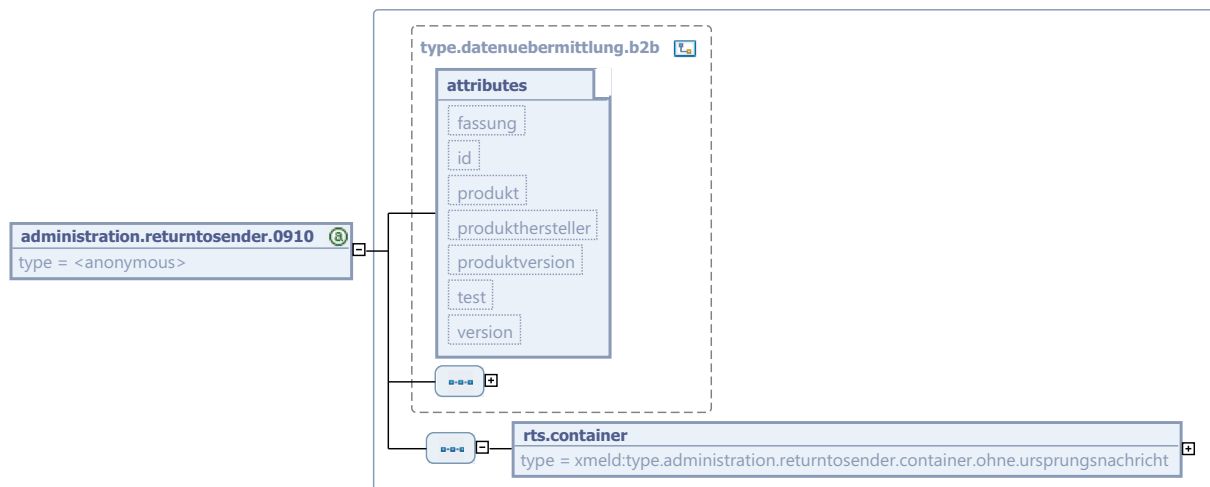 type.datenuebermittlung.b2b
attributes
fassung
id
produkt
produkthersteller
produktversion
test
version
administration.returntosender.0910
type = <anonymous>
rts.container
type = xmeld:type.administration.returntosender.container.ohne.ursprungsnachricht